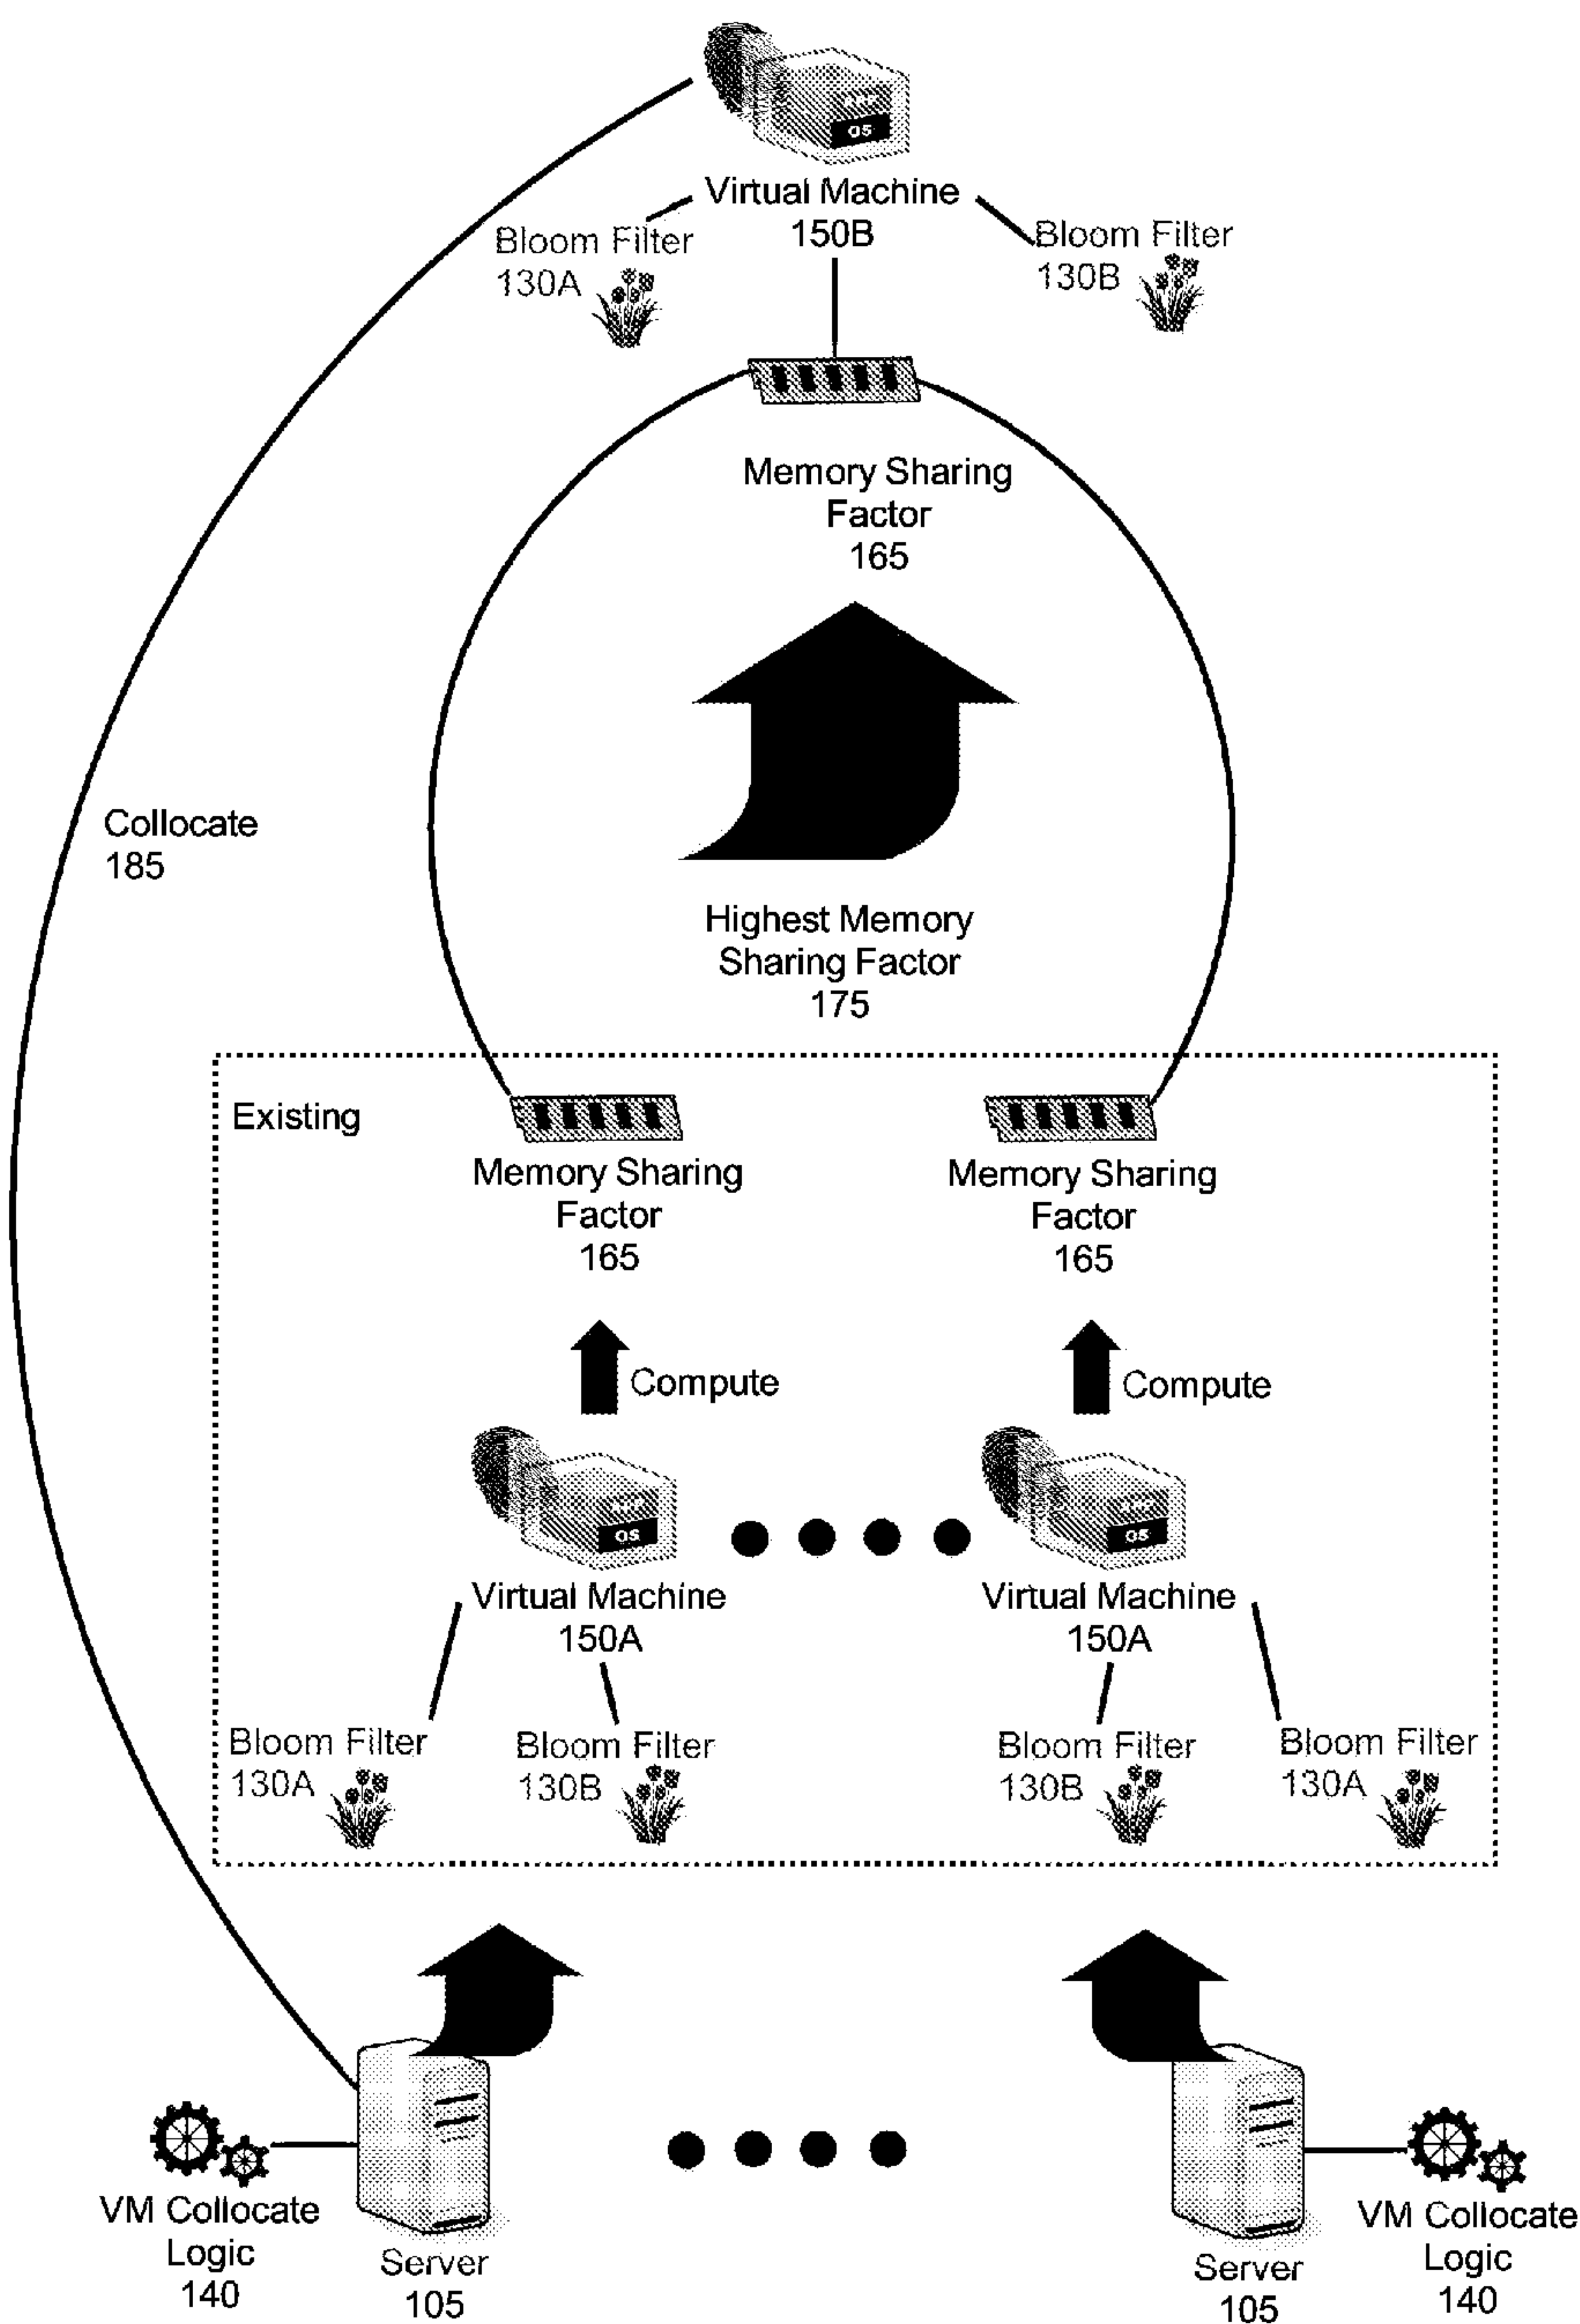 APP
OS
Virtual Machine
150B
Bloom Filter
130A
Bloom Filter
130B
Memory Sharing
Factor
165
Collocate
185
Highest Memory
Sharing Factor
175
Existing
Memory Sharing
Factor
165
Memory Sharing
Factor
165
Compute
Compute
APP
OS
APP
OS
Virtual Machine
150A
Virtual Machine
150A
Bloom Filter
130A
Bloom Filter
130B
Bloom Filter
130B
Bloom Filter
130A
VM Collocate
Logic
140
Server
105
Server
105
VM Collocate
Logic
140